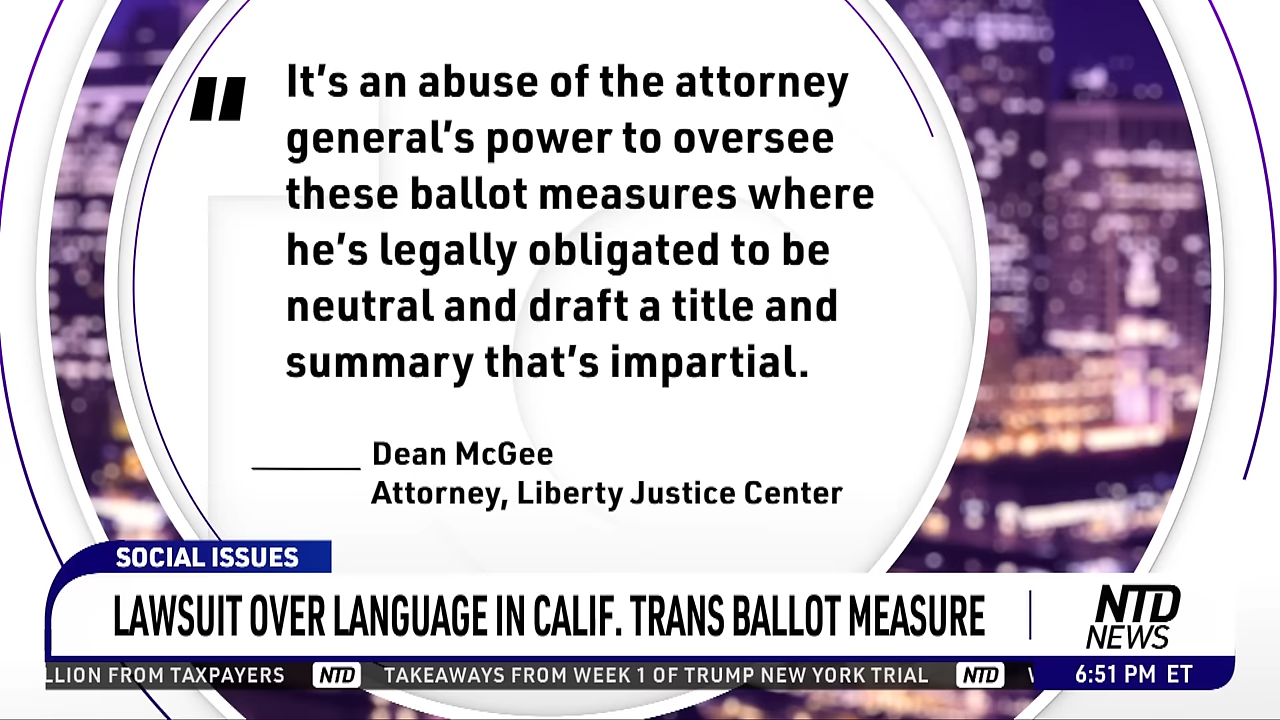 "
It's an abuse of the attorney
general's power to oversee
these ballot measures where
he's legally obligated to be
neutral and draft a title and
summary that's impartial.
Dean McGee
Attorney, Liberty Justice Center
SOCIAL ISSUES
LAWSUIT OVER LANGUAGE IN CALIF. TRANS BALLOT MEASURE
NTD
NEWS
LLION FROM TAXPAYERS NTD TAKEAWAYS FROM WEEK 1 OF TRUMP NEW YORK TRIAL NTD
6:51 PM ET